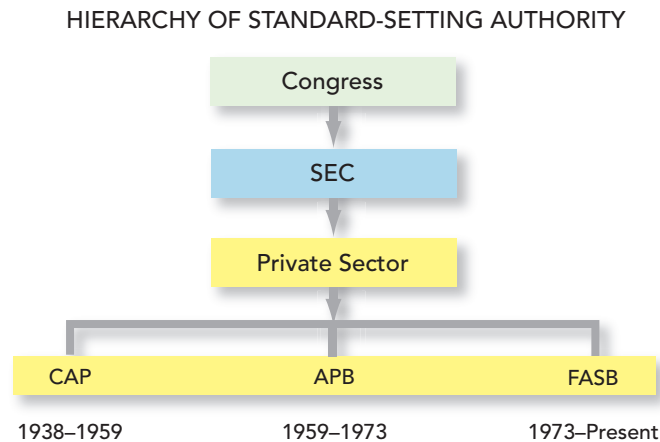 HIERARCHY OF STANDARD-SETTING AUTHORITY
Congress
SEC
Private Sector
CAP APB FASB
1938–1959 1959–1973 1973–Present